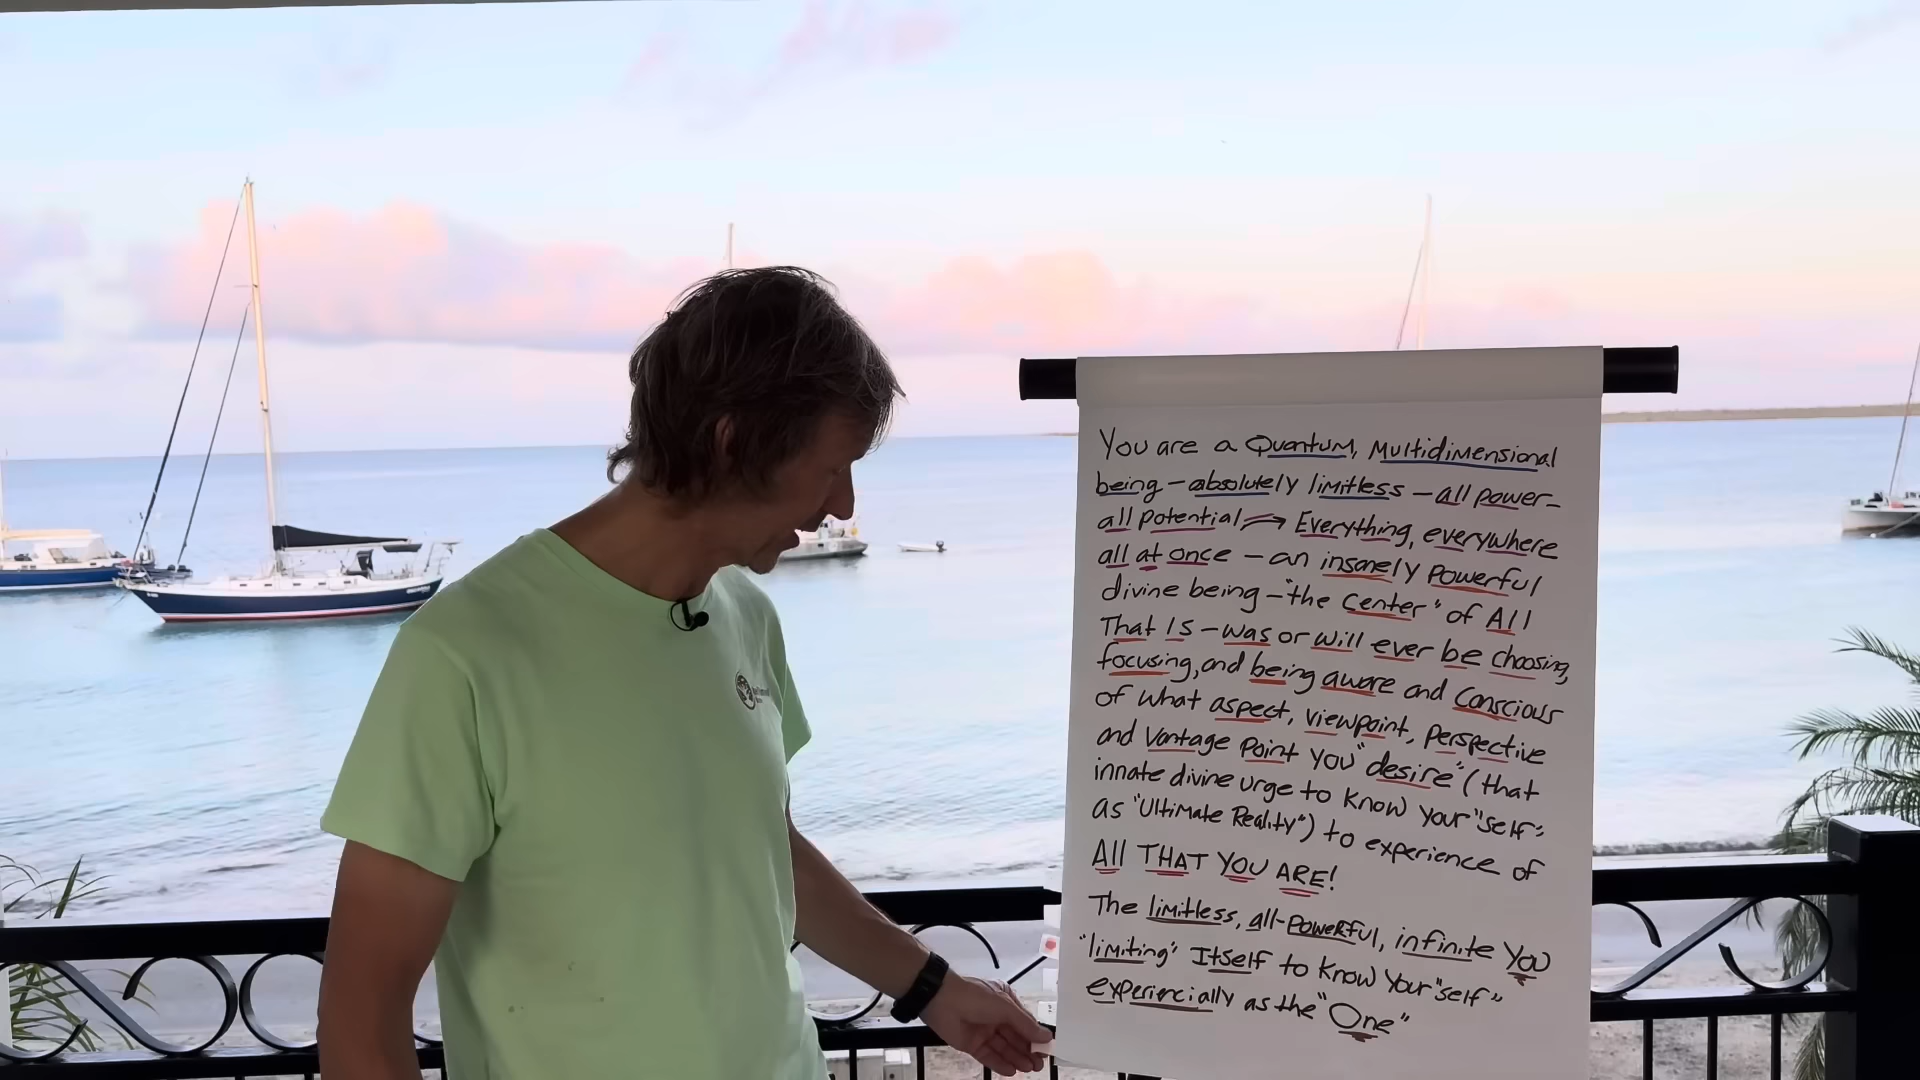 You are a Quantum, Multidimensional
being - absolutely limitless - all power -
all potential → Everything, everywhere
all at once - an insanely powerful
divine being - "the center" of All
That Is - was or will ever be choosing,
focusing, and being aware and conscious
of what aspect, viewpoint, perspective
and vantage point you "desire" (that
innate divine urge to know your "self"
as "Ultimate Reality") to experience of
All THAT YOU ARE!
The limitless, all-powerful, infinite YOU
"limiting" Itself to know your "self"
experiencially as the "One"